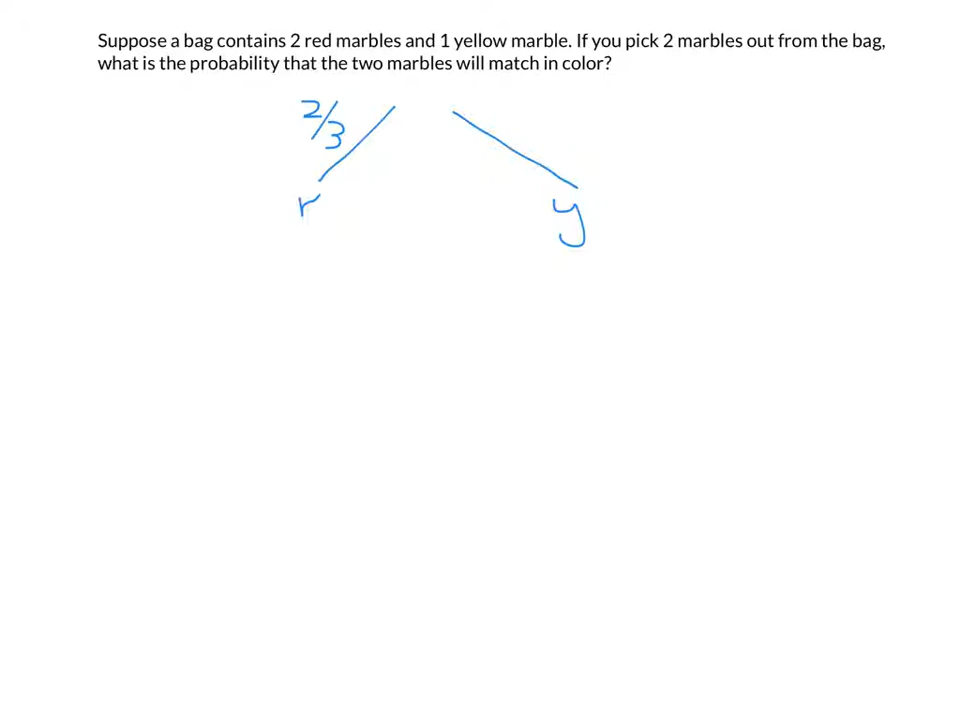 Suppose a bag contains 2 red marbles and 1 yellow marble. If you pick 2 marbles out from the bag,
what is the probability that the two marbles will match in color?
2/3
r
y